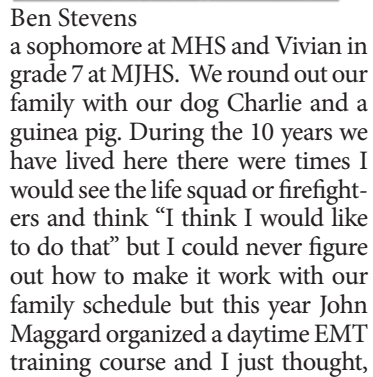 Ben Stevens
a sophomore at MHS and Vivian in
grade 7 at MJHS.  We round out our
family with our dog Charlie and a
guinea pig. During the 10 years we
have lived here there were times I
would see the life squad or firefight-
ers and think “I think I would like
to do that” but I could never figure
out how to make it work with our
family schedule but this year John
Maggard organized a daytime EMT
training course and I just thought,